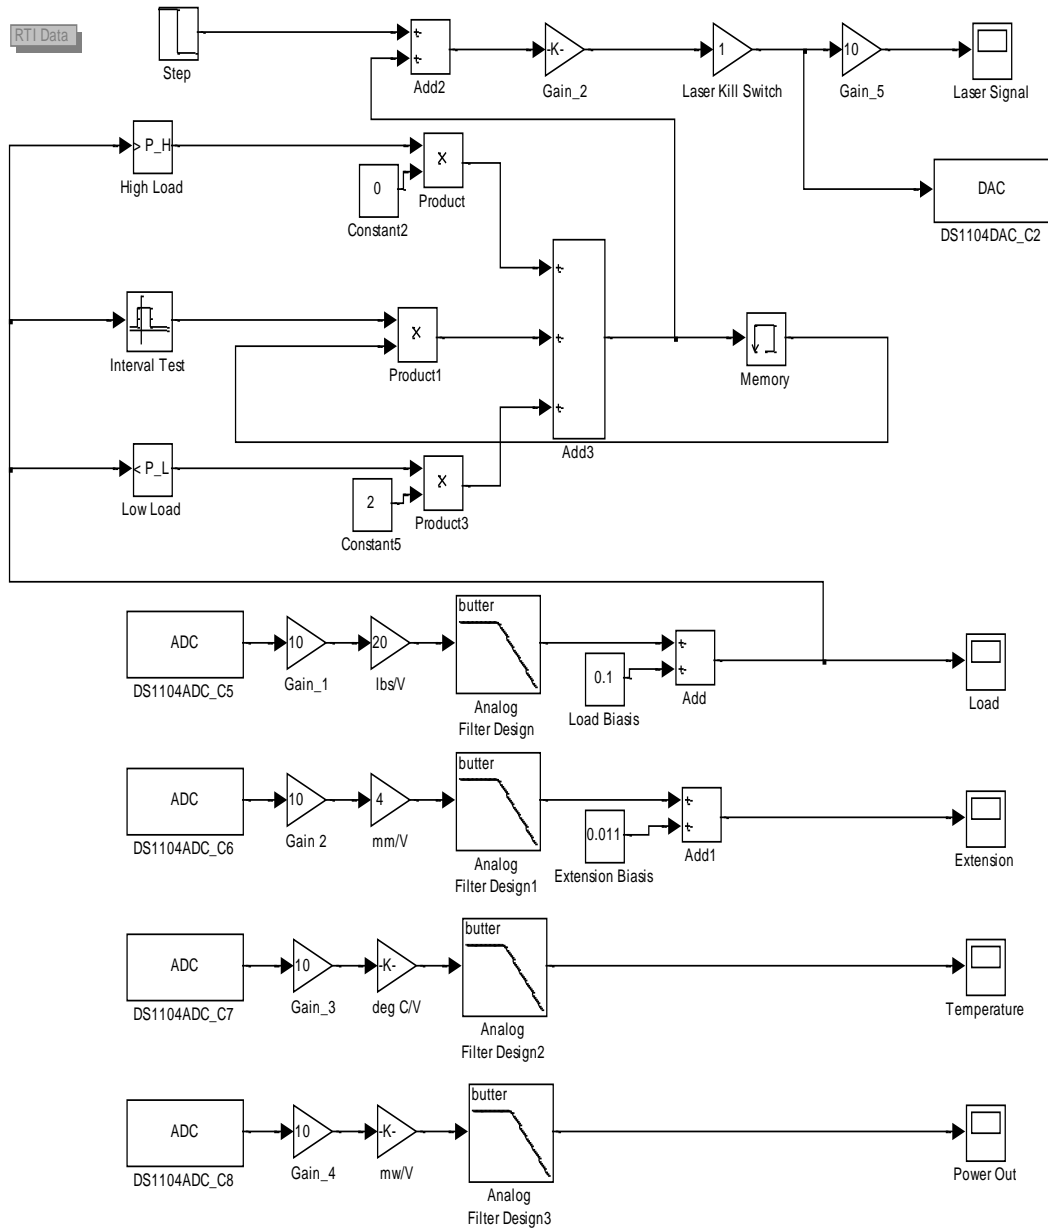 RTI Data
Step
+
+
Add2
-K-
Gain_2
1
Laser Kill Switch
10
Gain_5
Laser Signal
> P_H
High Load
0
Constant2
X
Product
DAC
DS1104DAC_C2
Interval Test
X
Product1
+
+
+
Add3
Memory
< P_L
Low Load
2
Constant5
X
Product3
ADC
DS1104ADC_C5
10
Gain_1
20
lbs/V
butter
Analog
Filter Design
0.1
Load Biasis
+
+
Add
Load
ADC
DS1104ADC_C6
10
Gain 2
4
mm/V
butter
Analog
Filter Design1
0.011
Extension Biasis
+
+
Add1
Extension
ADC
DS1104ADC_C7
10
Gain_3
-K-
deg C/V
butter
Analog
Filter Design2
Temperature
ADC
DS1104ADC_C8
10
Gain_4
-K-
mw/V
butter
Analog
Filter Design3
Power Out